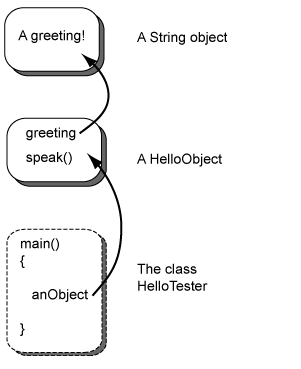 A greeting!
A String object
greeting
speak()
A HelloObject
main()
{
anObject
}
The class
HelloTester